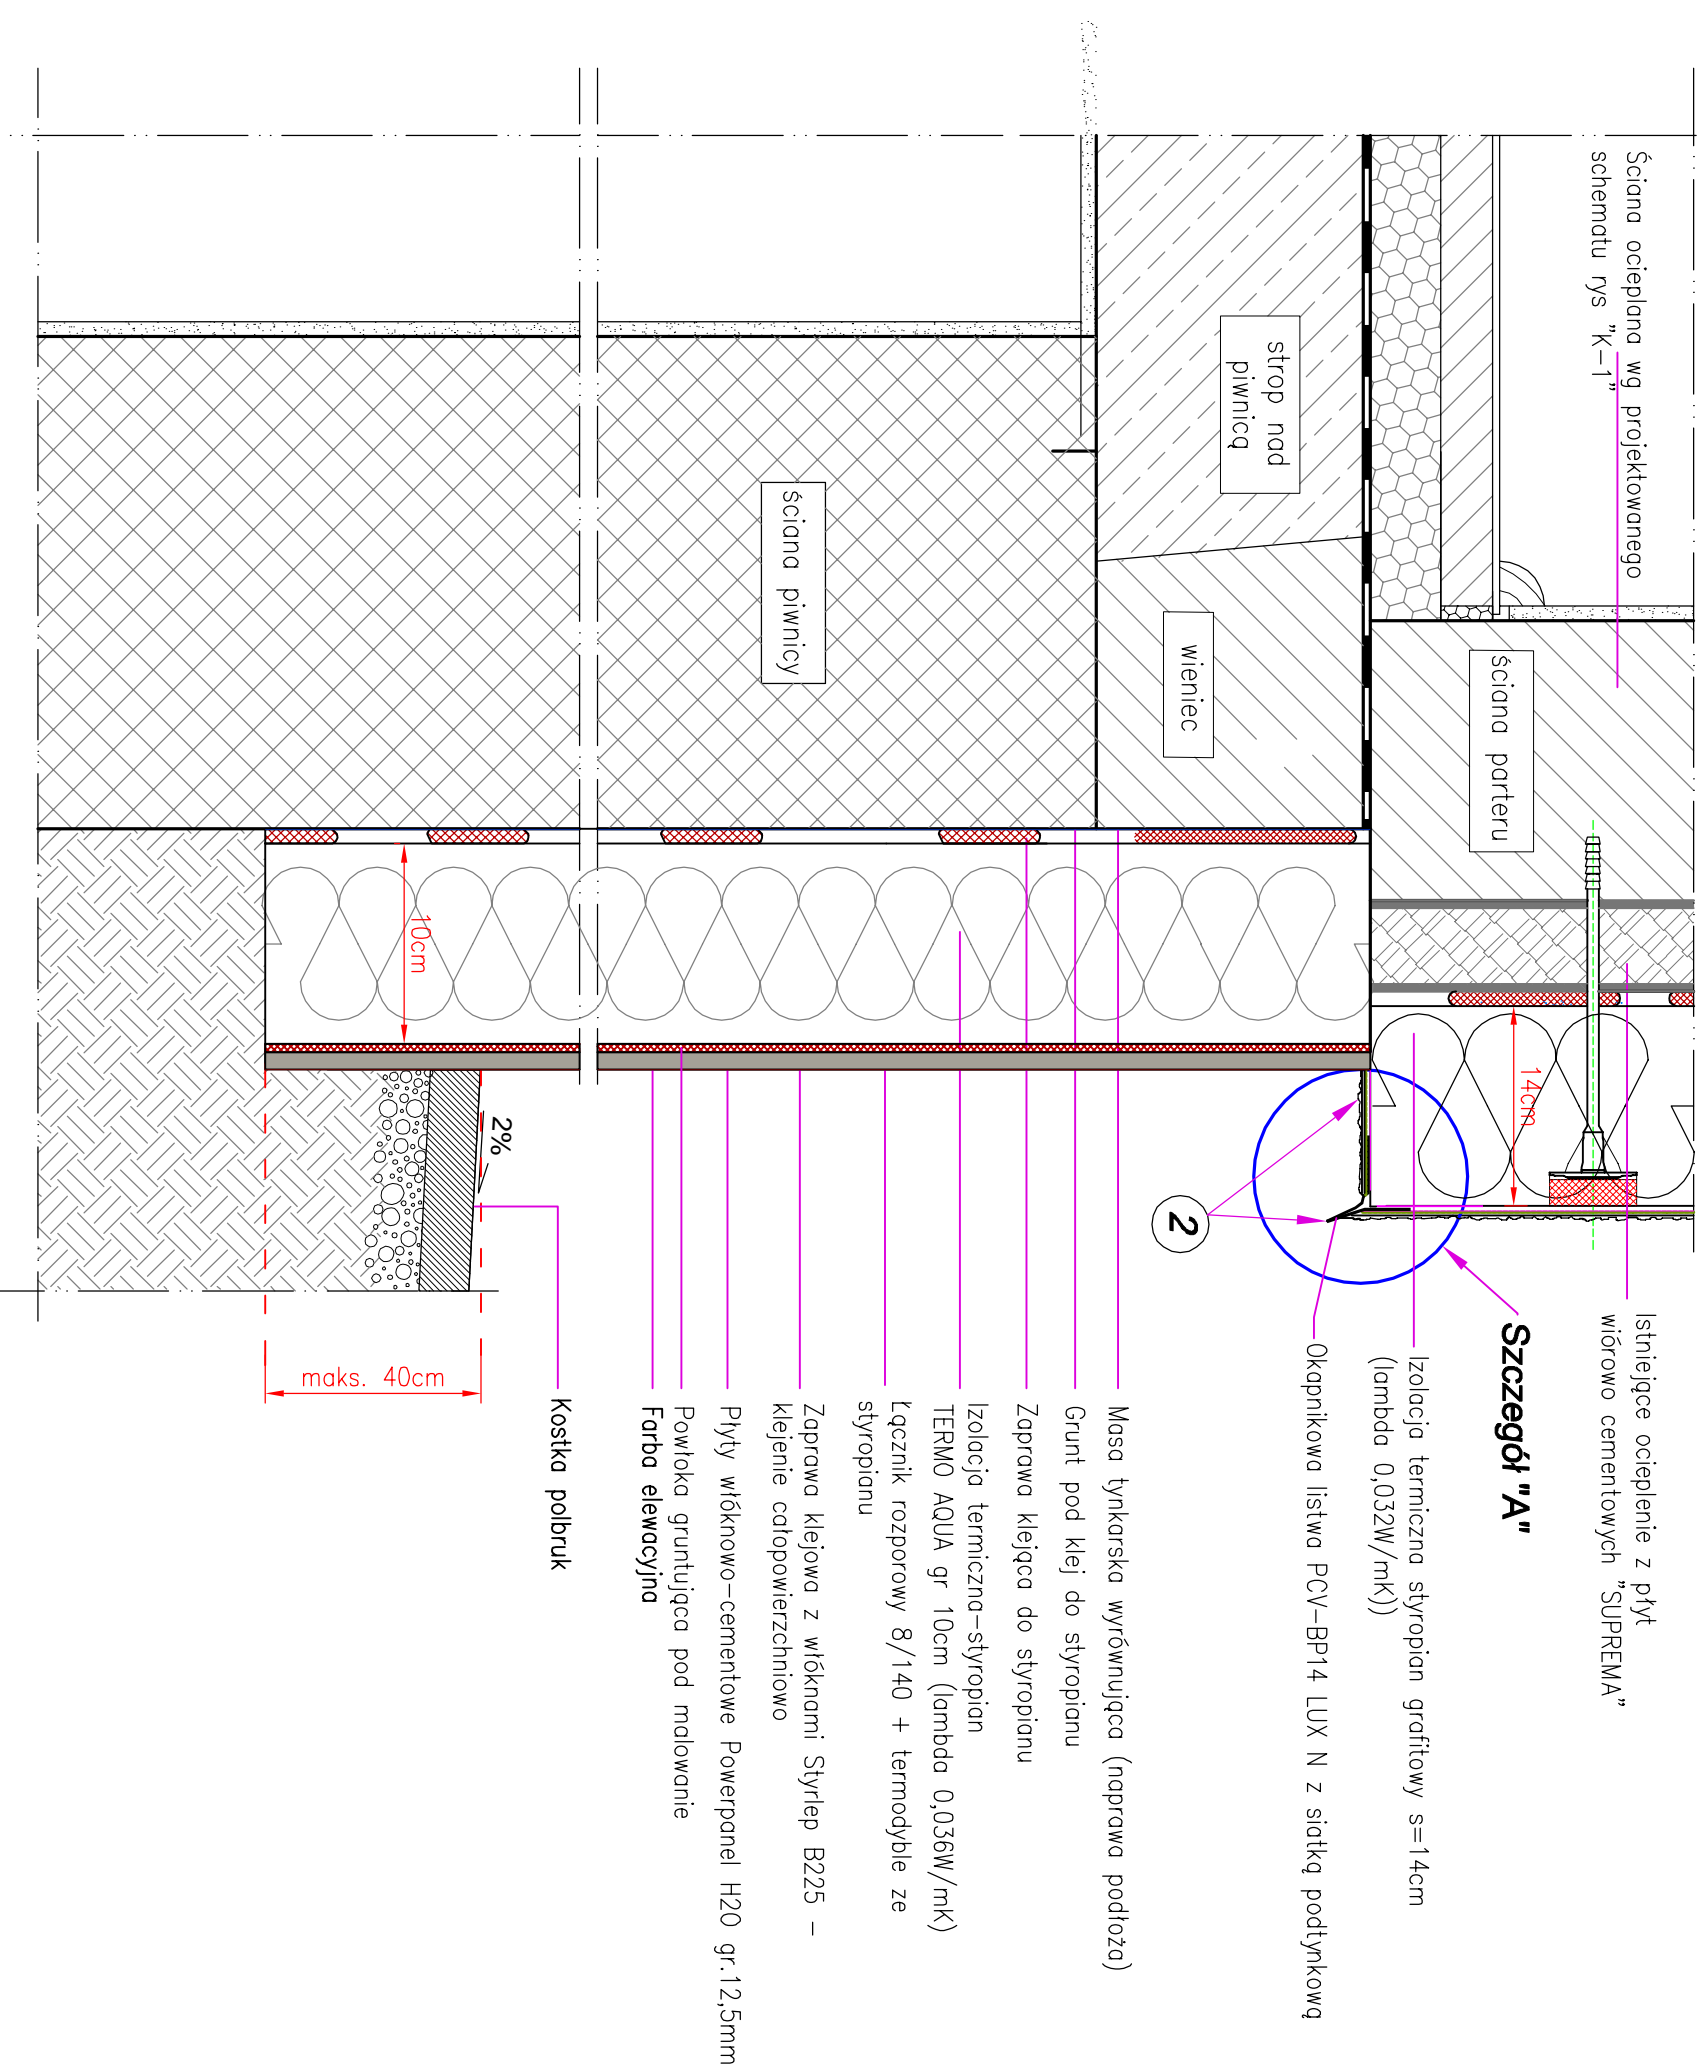 Ściana ocieplana wg projektowanego
schematu rys "K-1"
ściana parteru
strop nad
piwnicą
wieniec
ściana piwnicy
14cm
10cm
2%
maks. 40cm
2
Istniejące ocieplenie z płyt
wiórowo cementowych "SUPREMA"
Szczegół "A"
Izolacja termiczna styropian grafitowy s=14cm
(lambda 0,032W/mK))
Okapnikowa listwa PCV-BP14 LUX N z siatką podtynkową
Masa tynkarska wyrównująca (naprawa podłoża)
Grunt pod klej do styropianu
Zaprawa klejąca do styropianu
Izolacja termiczna-styropian
TERMO AQUA gr 10cm (lambda 0,036W/mK)
Łącznik rozporowy 8/140 + termodyble ze
styropianu
Zaprawa klejowa z włóknami Styrlep B225 -
klejenie całopowierzchniowo
Płyty włóknowo-cementowe Powerpanel H20 gr.12,5mm
Powłoka gruntująca pod malowanie
Farba elewacyjna
Kostka polbruk